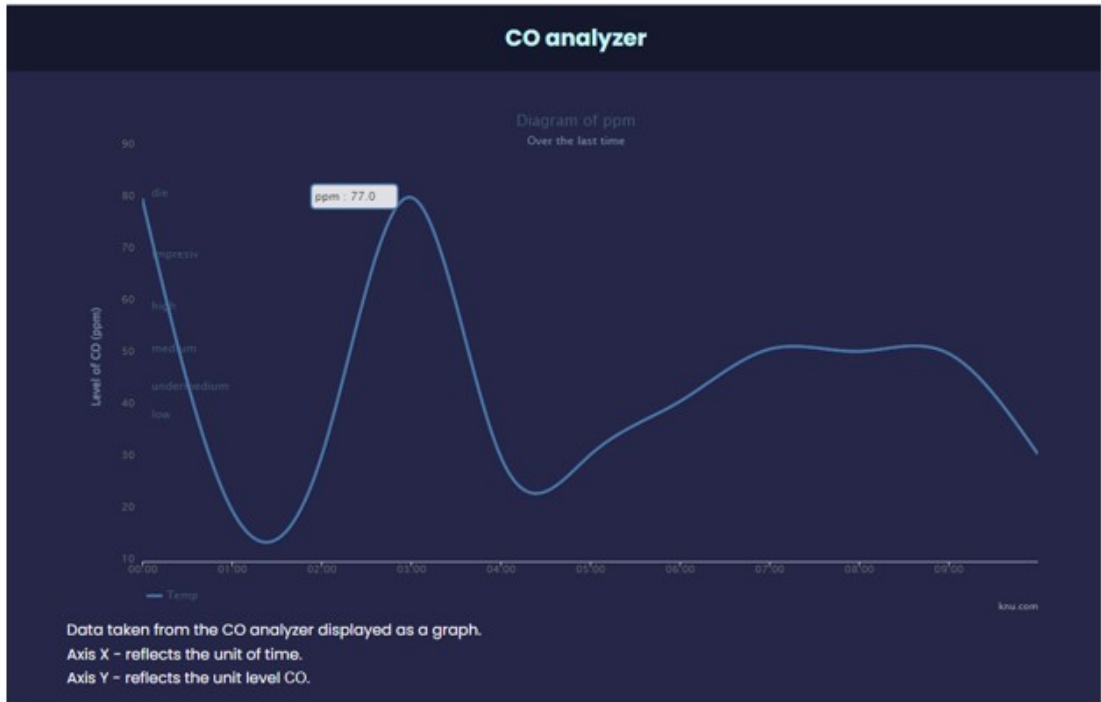 CO analyzer
Diagram of ppm
Over the last time
90
80
70
60
50
40
30
20
10
Level of CO (ppm)
die
impresiv
high
medium
undermedium
low
ppm : 77.0
00:00 01:00 02:00 03:00 04:00 05:00 06:00 07:00 08:00 09:00
Temp
knu.com
Data taken from the CO analyzer displayed as a graph.
Axis X - reflects the unit of time.
Axis Y - reflects the unit level CO.